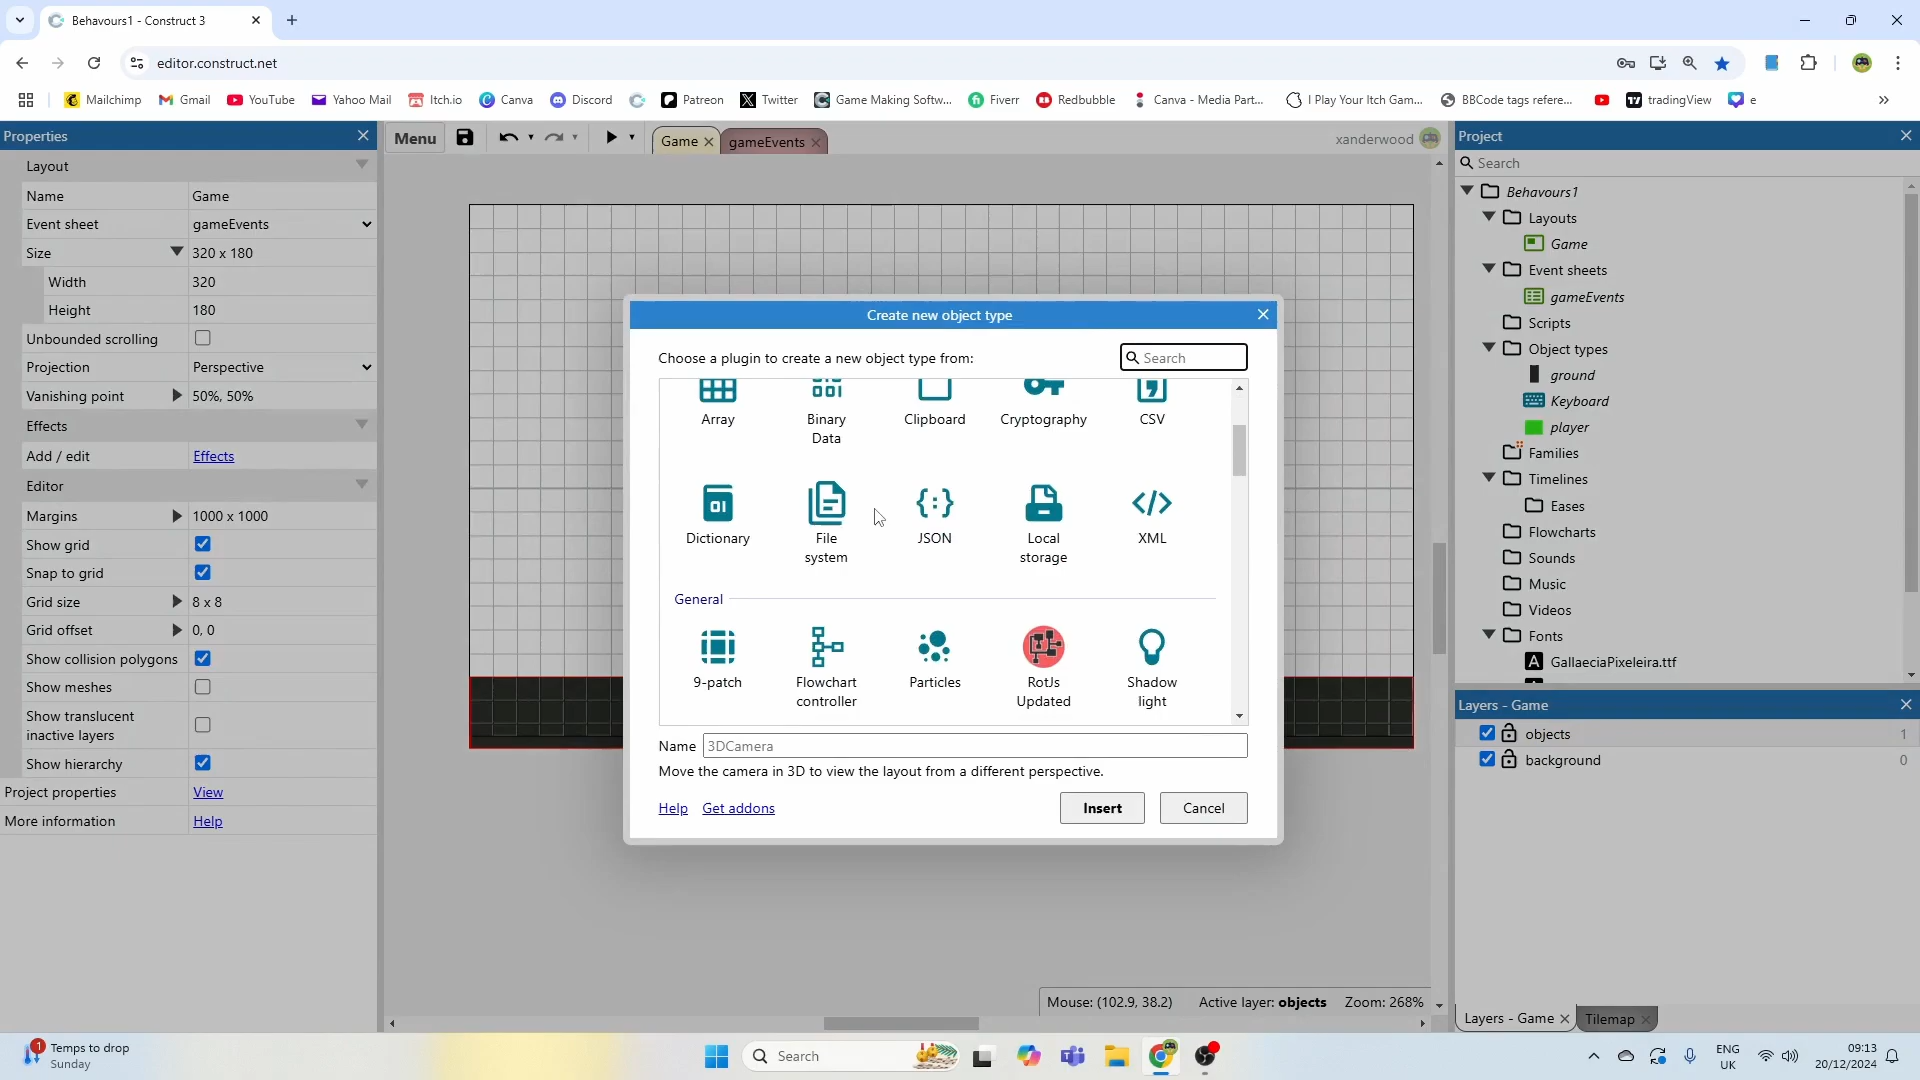 Behavours1 - Construct 3
editor.construct.net
Mailchimp
Gmail
YouTube
Yahoo Mail
Itch.io
Canva
Discord
Patreon
Twitter
Game Making Softw...
Fiverr
Redbubble
Canva - Media Part...
I Play Your Itch Gam...
BBCode tags refere...
tradingView
e
Properties
Layout
Name Game
Event sheet gameEvents
Size 320 x 180
Width 320
Height 180
Unbounded scrolling
Projection Perspective
Vanishing point 50%, 50%
Effects
Add / edit Effects
Editor
Margins 1000 x 1000
Show grid
Snap to grid
Grid size 8 x 8
Grid offset 0, 0
Show collision polygons
Show meshes
Show translucent
inactive layers
Show hierarchy
Project properties View
More information Help
Menu
Game
gameEvents
xanderwood
Create new object type
Choose a plugin to create a new object type from:
Search
Array
Binary
Data
Clipboard
Cryptography
CSV
Dictionary
File
system
JSON
Local
storage
XML
General
9-patch
Flowchart
controller
Particles
RotJs
Updated
Shadow
light
Name 3DCamera
Move the camera in 3D to view the layout from a different perspective.
Help Get addons
Insert
Cancel
Mouse: (102.9, 38.2) Active layer: objects Zoom: 268%
Project
Search
Behavours1
Layouts
Game
Event sheets
gameEvents
Scripts
Object types
ground
Keyboard
player
Families
Timelines
Eases
Flowcharts
Sounds
Music
Videos
Fonts
GallaeciaPixeleira.ttf
Layers - Game
objects 1
background 0
Layers - Game
Tilemap
1
Temps to drop
Sunday
Search
ENG
UK
09:13
20/12/2024